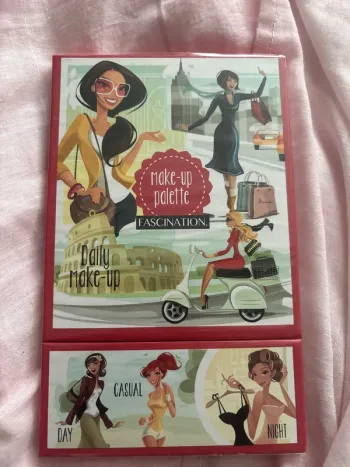 Make-up
palette
FASCINATION
Daily
Make-up
CASUAL
DAY
NIGHT